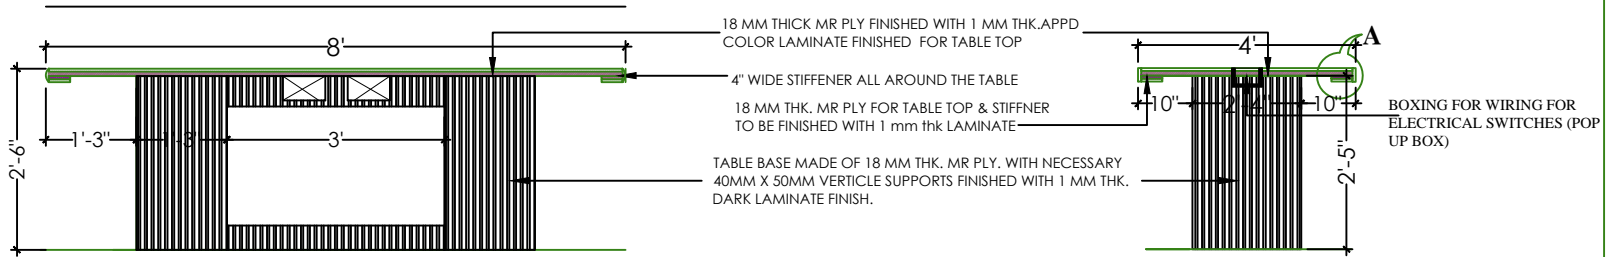 18 MM THICK MR PLY FINISHED WITH 1 MM THK.APPD
COLOR LAMINATE FINISHED FOR TABLE TOP
8'
4'
A
4" WIDE STIFFENER ALL AROUND THE TABLE
18 MM THK. MR PLY FOR TABLE TOP & STIFFNER
TO BE FINISHED WITH 1 mm thk LAMINATE
10"
2'-4"
10"
BOXING FOR WIRING FOR
ELECTRICAL SWITCHES (POP
UP BOX)
1'-3"
1'-3"
3'
2'-6"
2'-5"
TABLE BASE MADE OF 18 MM THK. MR PLY. WITH NECESSARY
40MM X 50MM VERTICLE SUPPORTS FINISHED WITH 1 MM THK.
DARK LAMINATE FINISH.